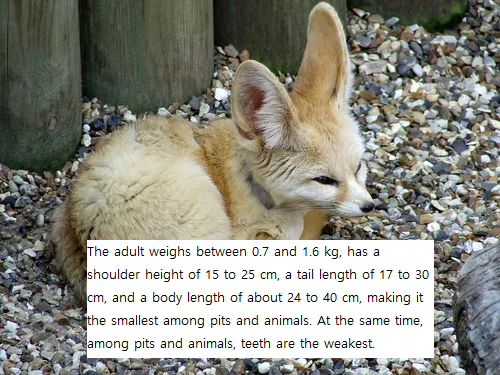 The adult weighs between 0.7 and 1.6 kg, has a
shoulder height of 15 to 25 cm, a tail length of 17 to 30
cm, and a body length of about 24 to 40 cm, making it
the smallest among pits and animals. At the same time,
among pits and animals, teeth are the weakest.